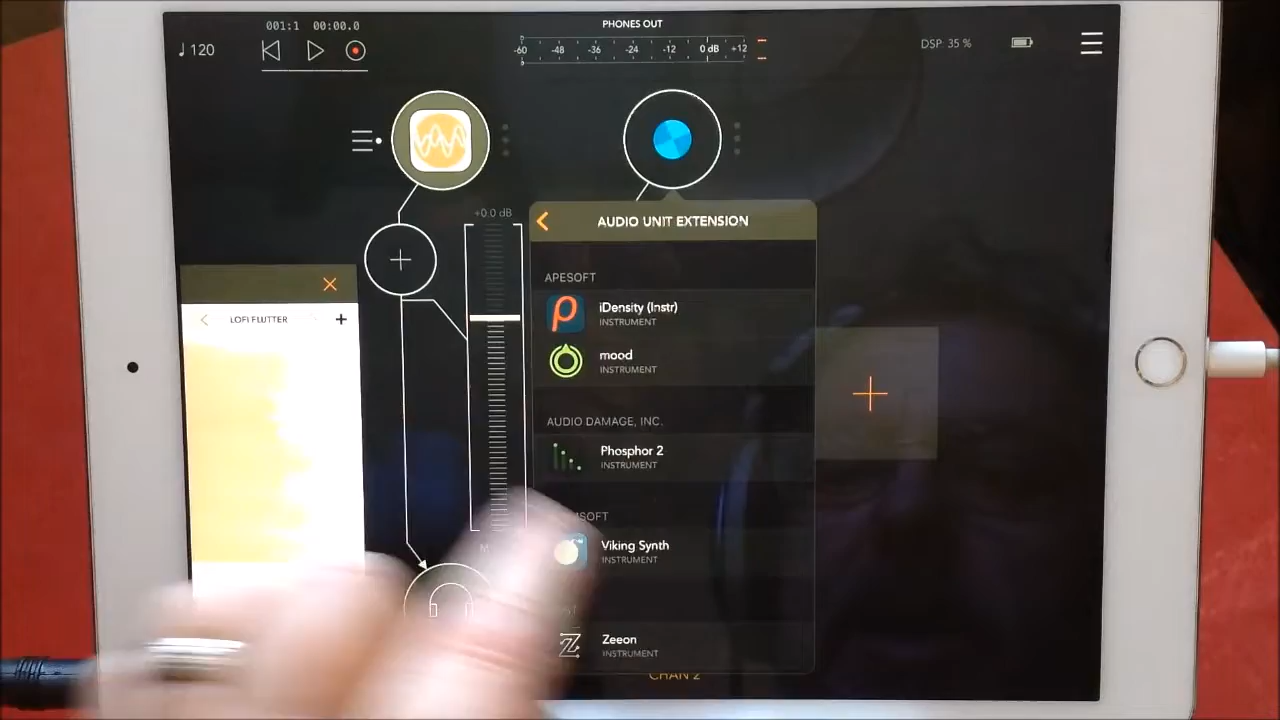 001:1 00:00.0
♩ 120
PHONES OUT
-60 -48 -36 -24 -12 0 dB +12
DSP: 35 %
+0.0 dB
LOFI FLUTTER
AUDIO UNIT EXTENSION
APESOFT
iDensity (Instr)
INSTRUMENT
mood
INSTRUMENT
AUDIO DAMAGE, INC.
Phosphor 2
INSTRUMENT
Viking Synth
INSTRUMENT
Zeeon
INSTRUMENT
CHAN 2